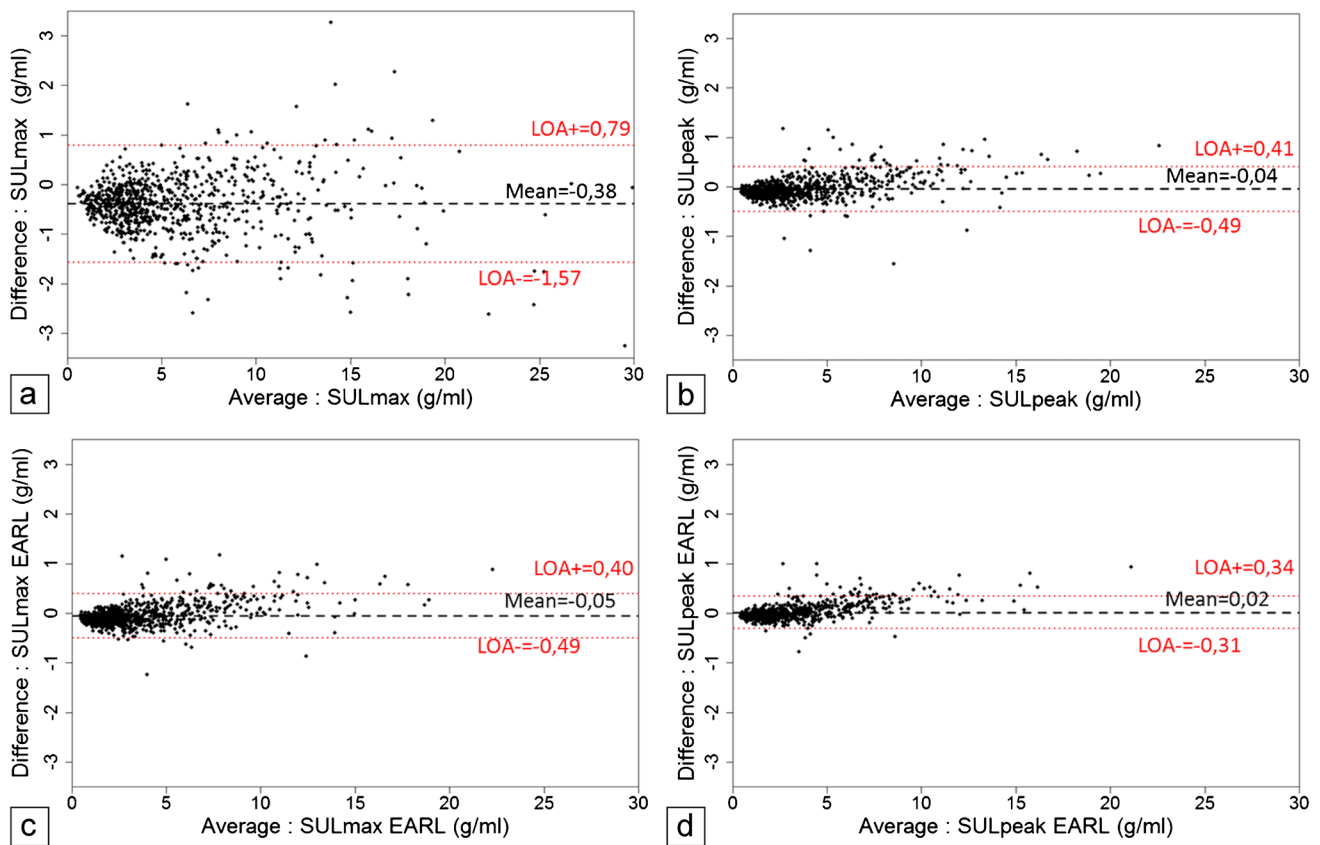 3
2
1
0
-1
-2
-3
Difference : SULmax (g/ml)
LOA+=0,79
Mean=-0,38
LOA-=-1,57
0 5 10 15 20 25 30
Average : SULmax (g/ml)
a
3
2
1
0
-1
-2
-3
Difference : SULpeak (g/ml)
LOA+=0,41
Mean=-0,04
LOA-=-0,49
0 5 10 15 20 25 30
Average : SULpeak (g/ml)
b
3
2
1
0
-1
-2
-3
Difference : SULmax EARL (g/ml)
LOA+=0,40
Mean=-0,05
LOA-=-0,49
0 5 10 15 20 25 30
Average : SULmax EARL (g/ml)
c
3
2
1
0
-1
-2
-3
Difference : SULpeak EARL (g/ml)
LOA+=0,34
Mean=0,02
LOA-=-0,31
0 5 10 15 20 25 30
Average : SULpeak EARL (g/ml)
d